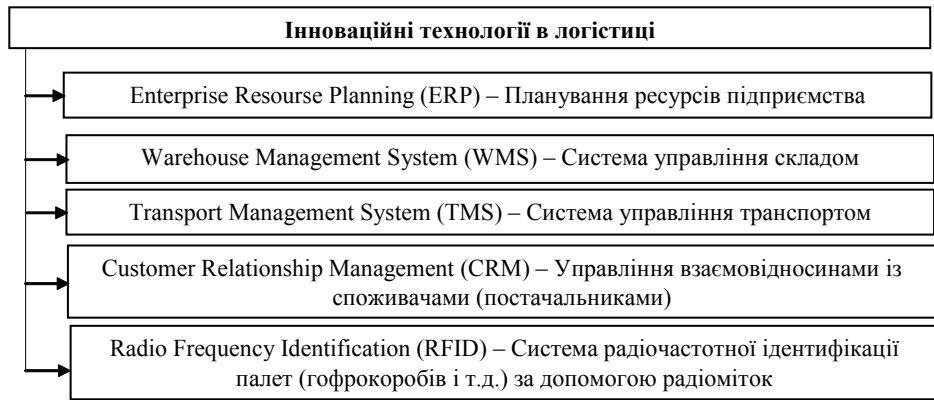 Інноваційні технології в логістиці
Enterprise Resourse Planning (ERP) – Планування ресурсів підприємства
Warehouse Management System (WMS) – Система управління складом
Transport Management System (TMS) – Система управління транспортом
Customer Relationship Management (CRM) – Управління взаємовідносинами із
споживачами (постачальниками)
Radio Frequency Identification (RFID) – Система радіочастотної ідентифікації
палет (гофрокоробів і т.д.) за допомогою радіоміток